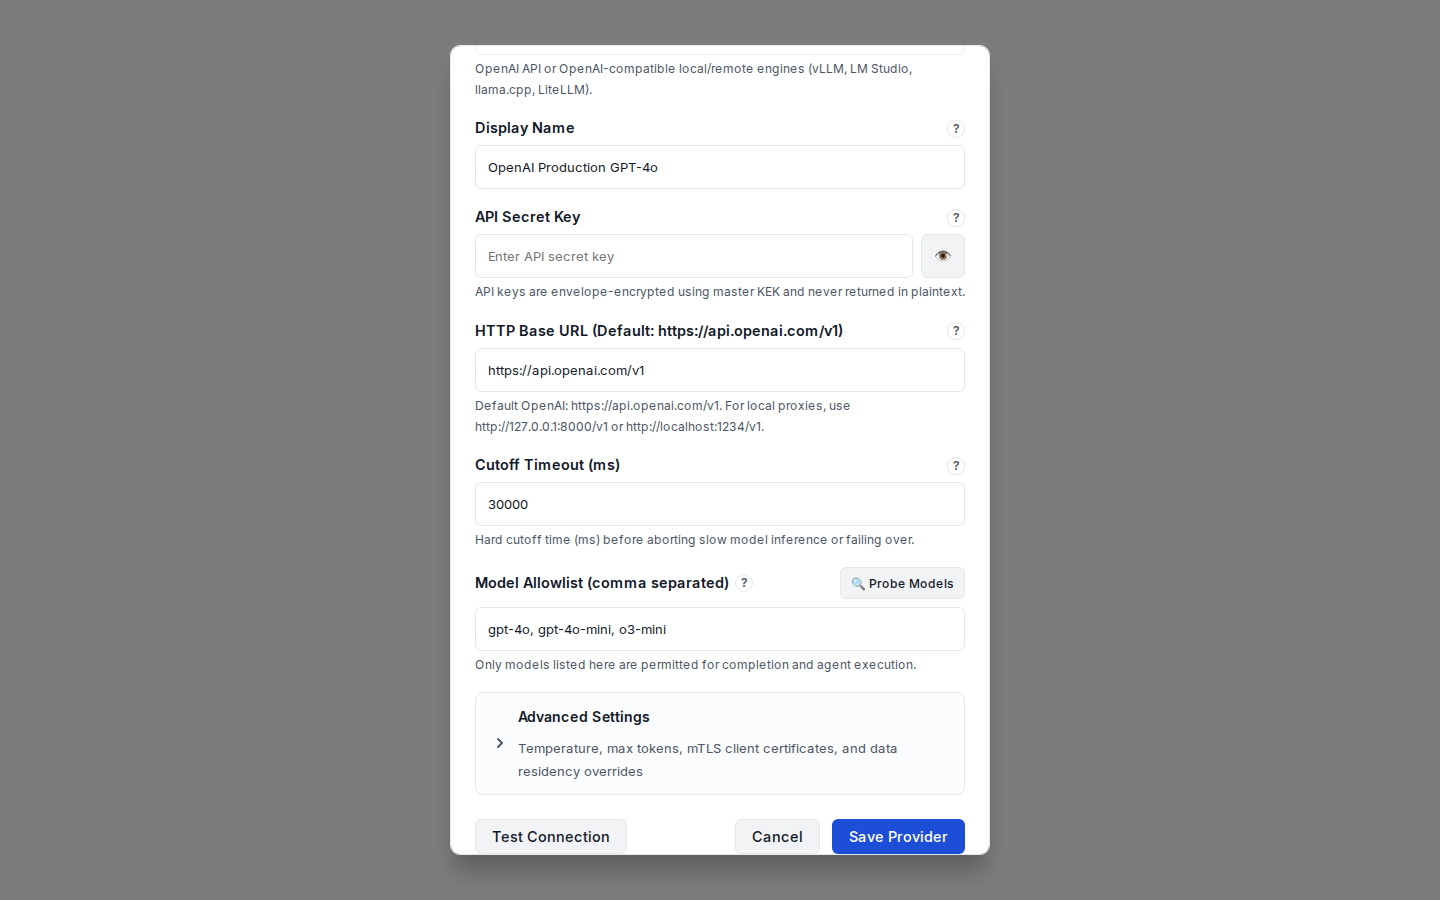 OpenAI API or OpenAI-compatible local/remote engines (vLLM, LM Studio,
llama.cpp, LiteLLM).
Display Name ?
OpenAI Production GPT-4o
API Secret Key ?
Enter API secret key
API keys are envelope-encrypted using master KEK and never returned in plaintext.
HTTP Base URL (Default: https://api.openai.com/v1) ?
https://api.openai.com/v1
Default OpenAI: https://api.openai.com/v1. For local proxies, use
http://127.0.0.1:8000/v1 or http://localhost:1234/v1.
Cutoff Timeout (ms) ?
30000
Hard cutoff time (ms) before aborting slow model inference or failing over.
Model Allowlist (comma separated) ? Probe Models
gpt-4o, gpt-4o-mini, o3-mini
Only models listed here are permitted for completion and agent execution.
Advanced Settings
Temperature, max tokens, mTLS client certificates, and data
residency overrides
Test Connection Cancel Save Provider